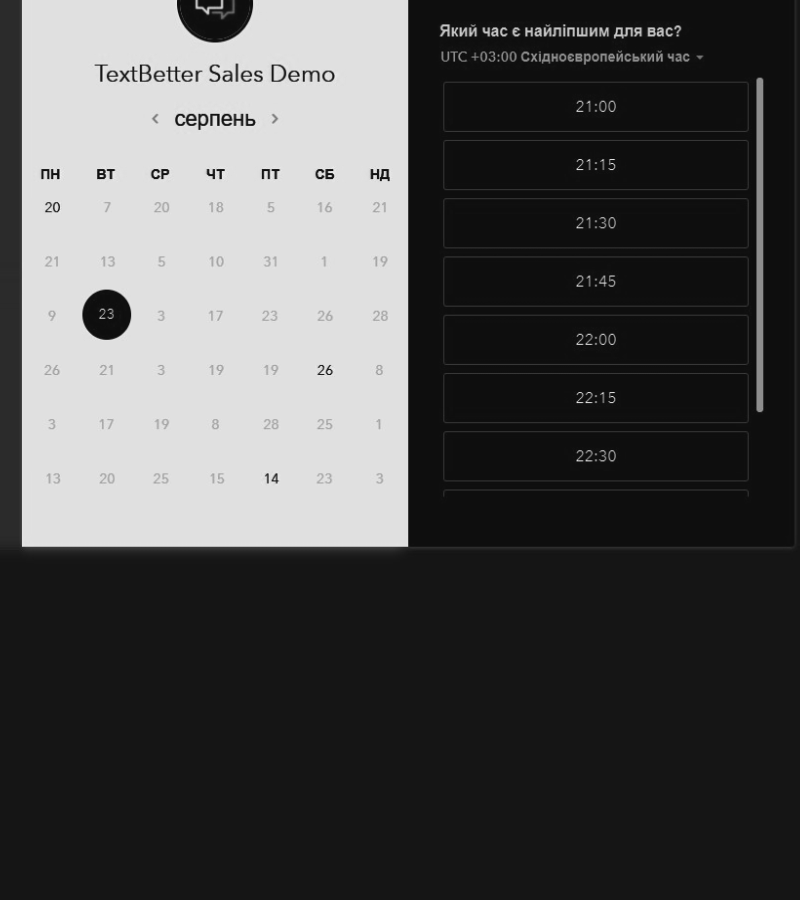 TextBetter Sales Demo
серпень
ПН ВТ СР ЧТ ПТ СБ НД
20 7 20 18 5 16 21
21 13 5 10 31 1 19
9 23 3 17 23 26 28
26 21 3 19 19 26 8
3 17 19 8 28 25 1
13 20 25 15 14 23 3
Який час є найліпшим для вас?
UTC +03:00 Східноєвропейський час
21:00
21:15
21:30
21:45
22:00
22:15
22:30